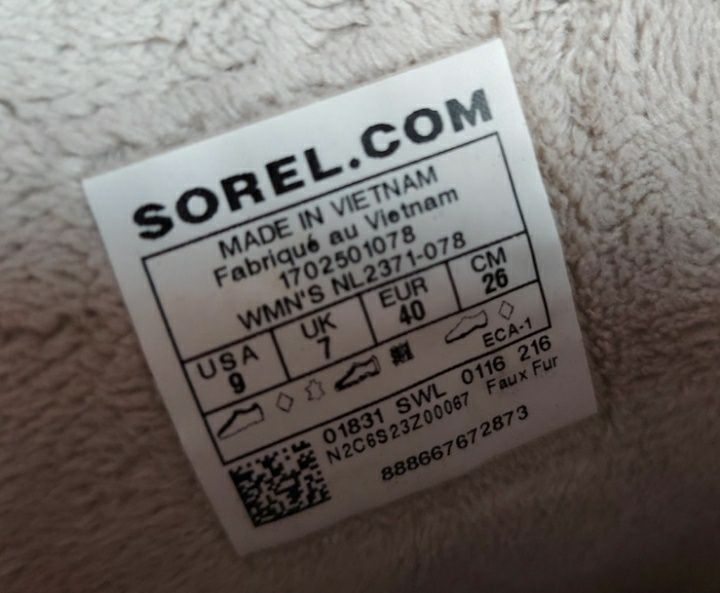 SOREL.COM
MADE IN VIETNAM
Fabriqué au Vietnam
1702501078
WMN'S NL2371-078
USA UK EUR CM
9 7 40 26
ECA-1
01831 SWL 0116 216
N2C6S23Z00067 Faux Fur
888667672873